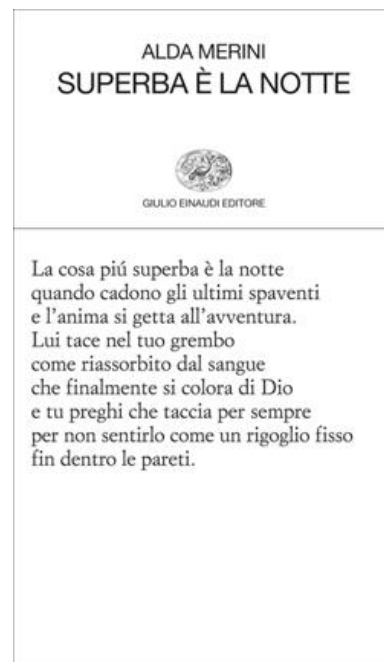 ALDA MERINI
SUPERBA È LA NOTTE
GIULIO EINAUDI EDITORE
La cosa piú superba è la notte
quando cadono gli ultimi spaventi
e l'anima si getta all'avventura.
Lui tace nel tuo grembo
come riassorbito dal sangue
che finalmente si colora di Dio
e tu preghi che taccia per sempre
per non sentirlo come un rigoglio fisso
fin dentro le pareti.